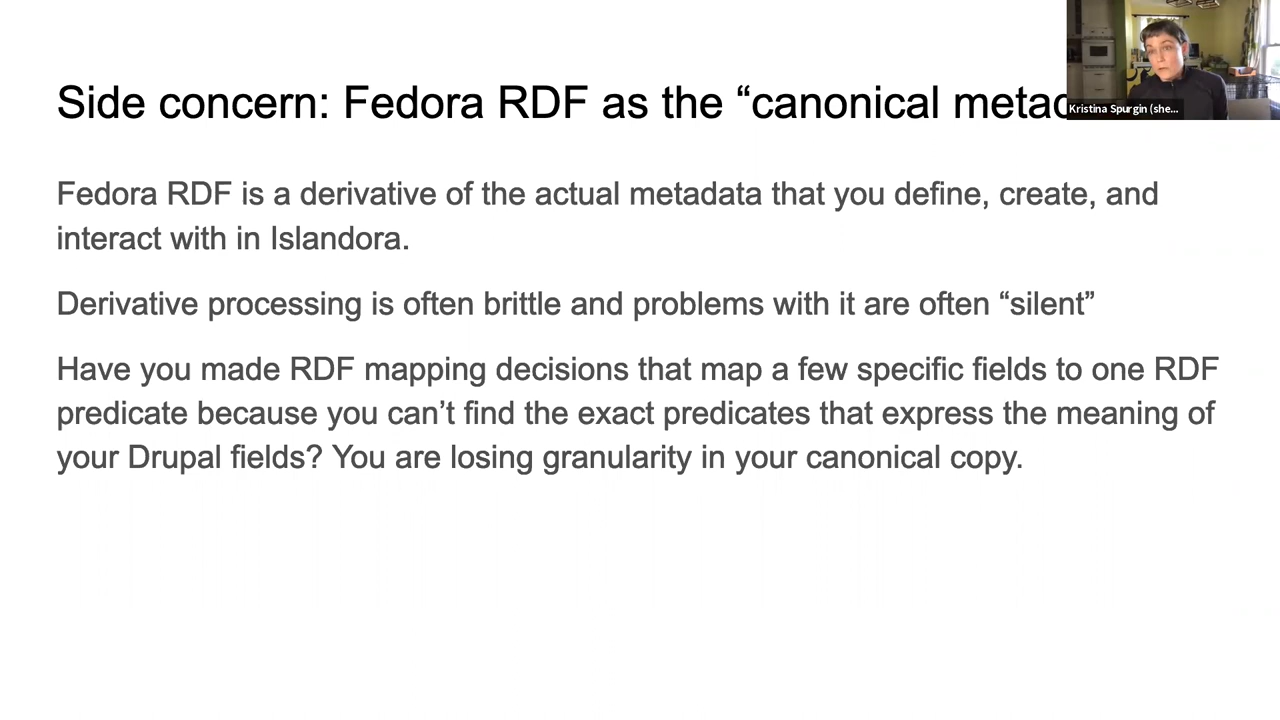 Side concern: Fedora RDF as the “canonical
Kristina Spurgin (she...
Fedora RDF is a derivative of the actual metadata that you define, create, and
interact with in Islandora.
Derivative processing is often brittle and problems with it are often “silent”
Have you made RDF mapping decisions that map a few specific fields to one RDF
predicate because you can’t find the exact predicates that express the meaning of
your Drupal fields? You are losing granularity in your canonical copy.